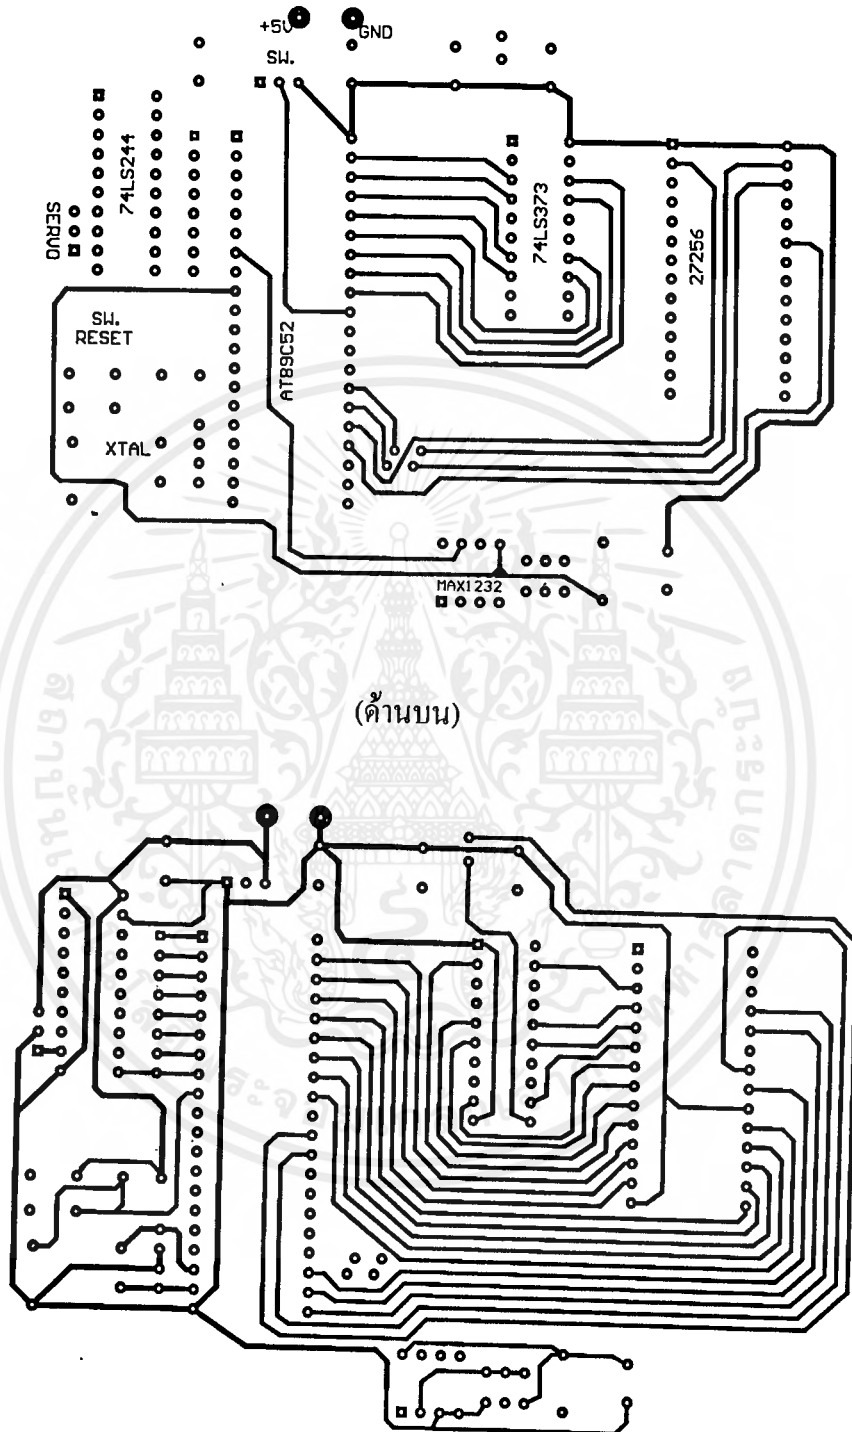 +5V
GND
SW.
74LS244
SERVO
74LS373
27256
SW.
RESET
AT89C52
XTAL
MAX1232
(ด้านบน)